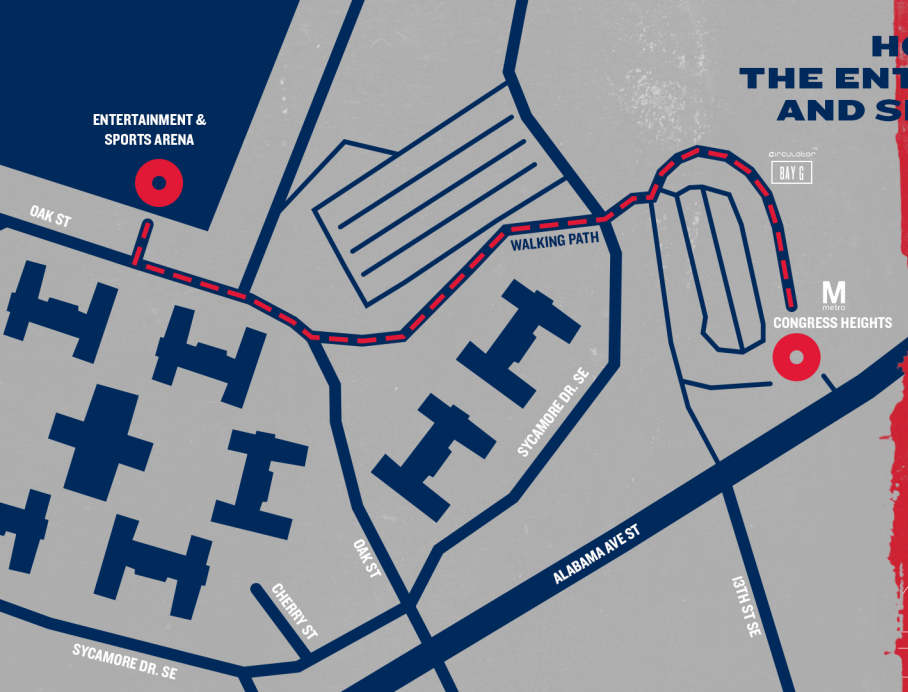 HO
THE ENT
AND S
ENTERTAINMENT &
SPORTS ARENA
circulator
BAY G
OAK ST
WALKING PATH
M
metro
CONGRESS HEIGHTS
SYCAMORE DR. SE
OAK ST
ALABAMA AVE ST
CHERRY ST
13TH ST SE
SYCAMORE DR. SE